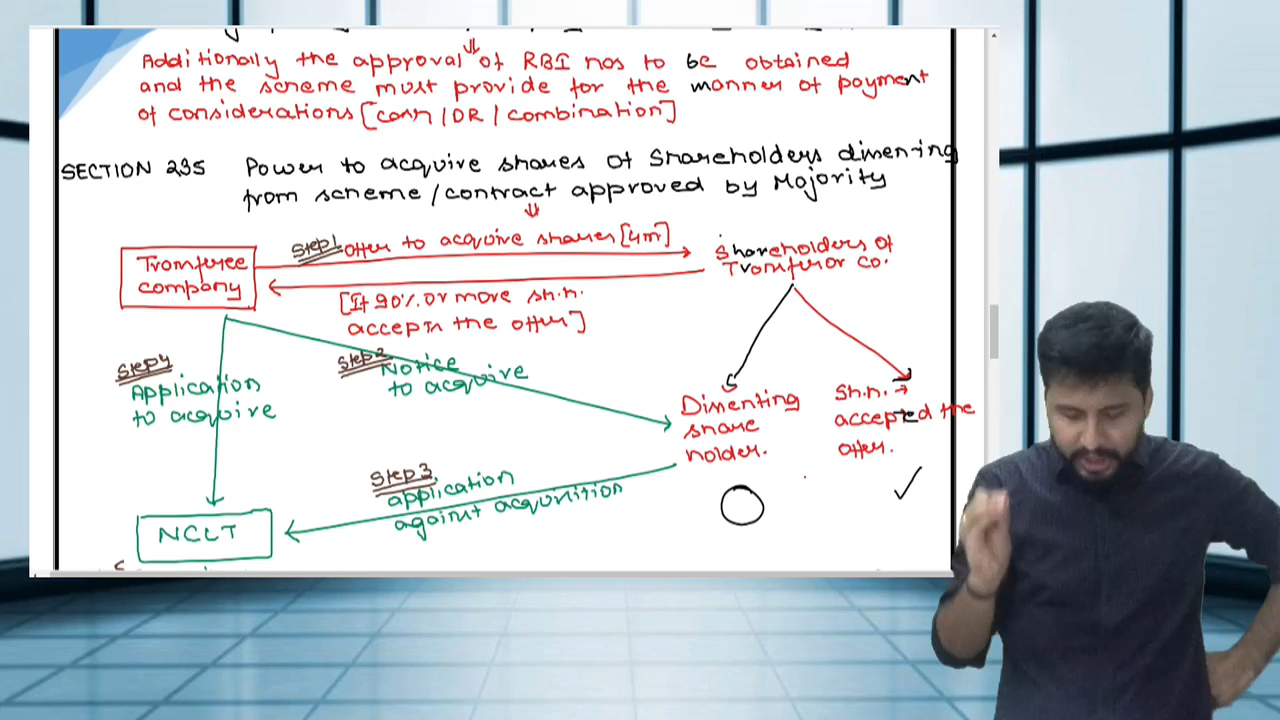 Additionally the approval of RBI has to be obtained
and the scheme must provide for the manner of payment
of considerations [cash / DR / combination]
SECTION 235 Power to acquire shares of shareholders dissenting
from scheme / contract approved by Majority
Step1 offer to acquire shares [4m]
Shareholders of
Transferor co.
Transferee
company
[If 90% or more sh.h.
accepts the offer]
Step4
Application
to acquire
Step2 Notice
to acquire
Dissenting
share
holder.
Sh.h. →
accepted the
offer.
Step3
application
against acquisition
NCLT